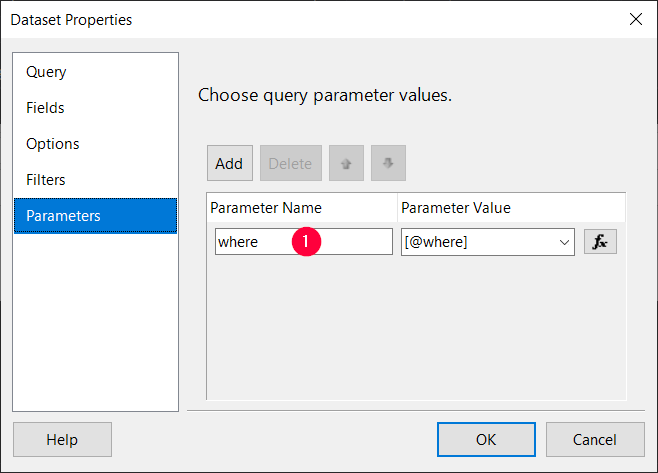 Dataset Properties
Query
Fields
Options
Filters
Parameters
Choose query parameter values.
Add Delete
Parameter Name Parameter Value
where 1 [@where] fx
Help OK Cancel